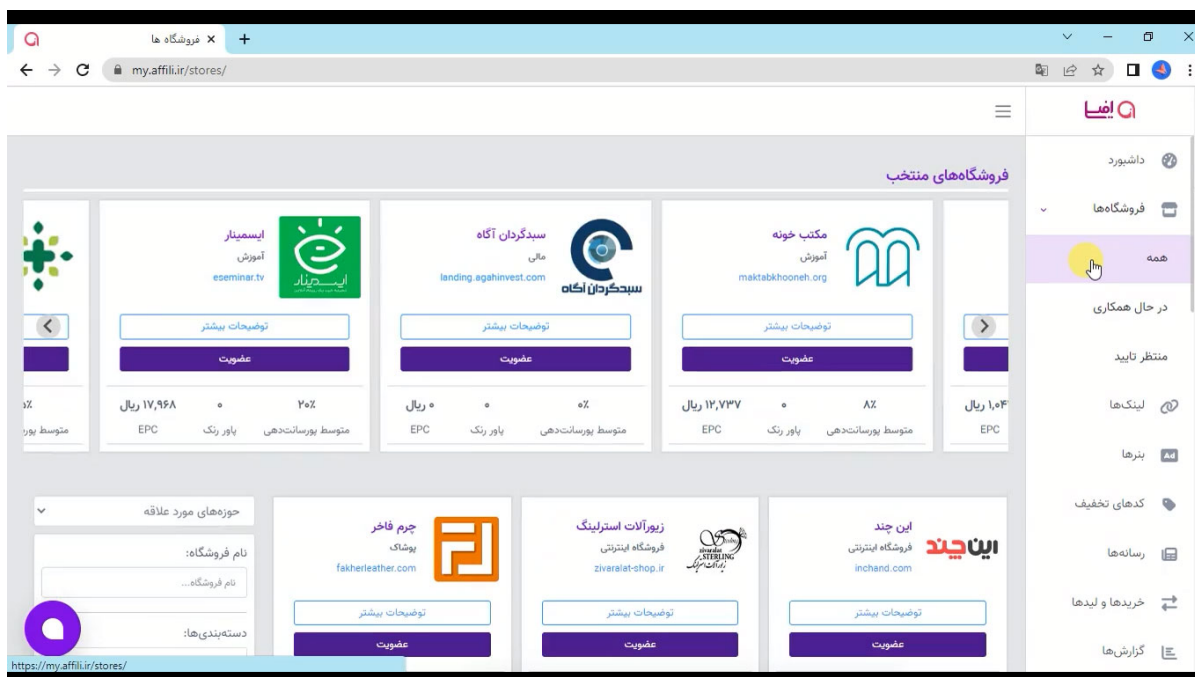 فروشگاه ها
my.affili.ir/stores/
افیلی
داشبورد
فروشگاه‌ها
همه
در حال همکاری
منتظر تایید
لینک‌ها
Ad
بنرها
کدهای تخفیف
رسانه‌ها
خریدها و لیدها
گزارش‌ها
فروشگاه‌های منتخب
EPC
مکتب خونه
آموزش
maktabkhooneh.org
توضیحات بیشتر
عضویت
۸٪ ۰ ۱۲,۷۳۷ ریال
متوسط پورسانت‌دهی پاور رنک EPC
سبدگردان آگاه
مالی
landing.agahinvest.com
سبدگردان آگاه
توضیحات بیشتر
عضویت
۰٪ ۰ ۰ ریال
متوسط پورسانت‌دهی پاور رنک EPC
ایسمینار
آموزش
eseminar.tv
ایسمینار
توضیحات بیشتر
عضویت
۲۰٪ ۰ ۱۷,۹۶۸ ریال
متوسط پورسانت‌دهی پاور رنک EPC
این چند
فروشگاه اینترنتی
inchand.com
این چند
توضیحات بیشتر
عضویت
زیورآلات استرلینگ
فروشگاه اینترنتی
zivaralat-shop.ir
zivaralat
STERLING
توضیحات بیشتر
عضویت
چرم فاخر
پوشاک
fakherleather.com
توضیحات بیشتر
عضویت
حوزه‌های مورد علاقه
نام فروشگاه:
نام فروشگاه...
دسته‌بندی‌ها:
https://my.affili.ir/stores/